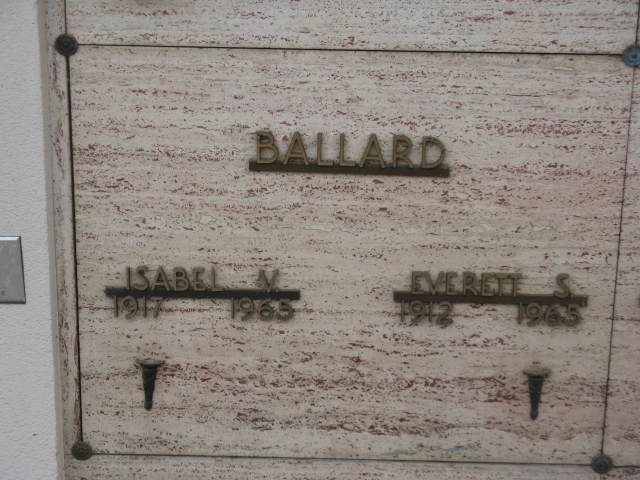 BALLARD
ISABEL V.
1917 1965
EVERETT S.
1912 1965